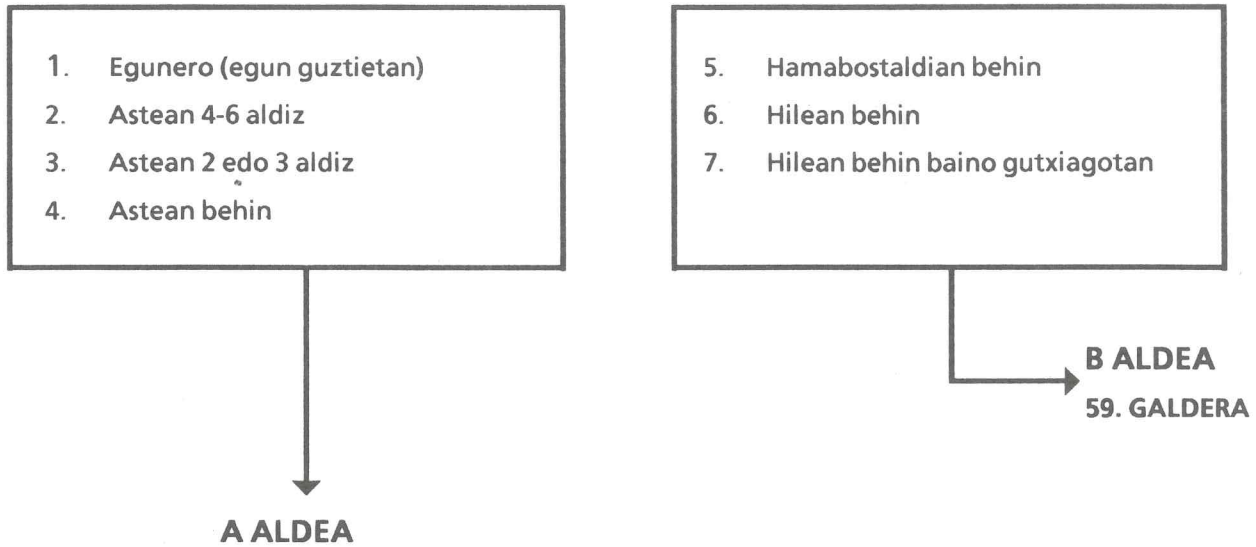 1. Egunero (egun guztietan)
2. Astean 4-6 aldiz
3. Astean 2 edo 3 aldiz
4. Astean behin
5. Hamabostaldian behin
6. Hilean behin
7. Hilean behin baino gutxiagotan
B ALDEA
59. GALDERA
A ALDEA